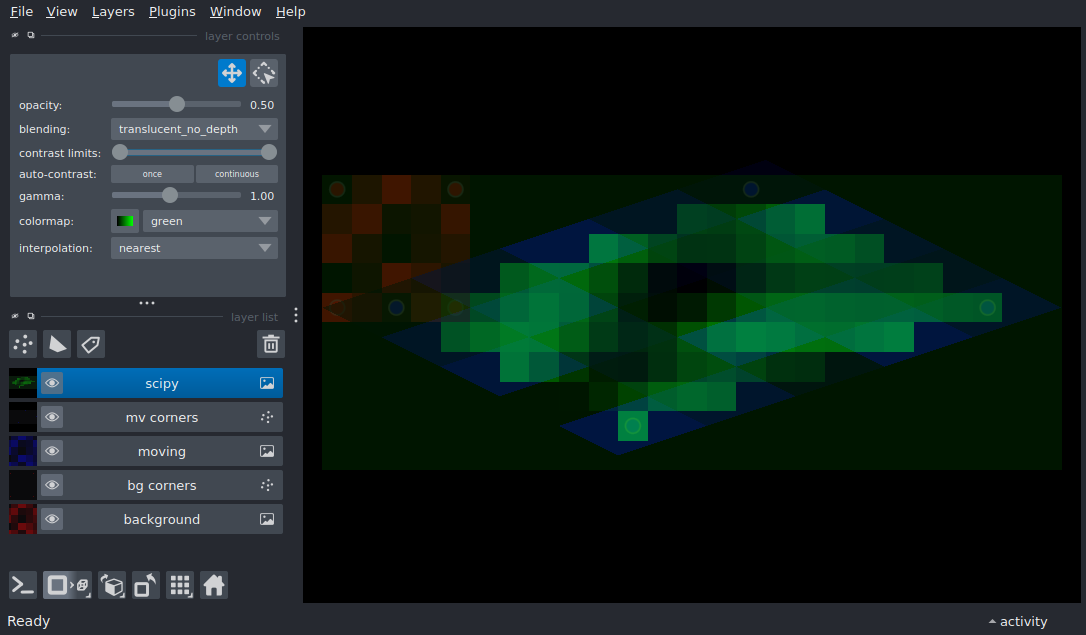 File View Layers Plugins Window Help
layer controls
opacity: 0.50
blending: translucent_no_depth
contrast limits:
auto-contrast: once continuous
gamma: 1.00
colormap: green
interpolation: nearest
layer list
scipy
mv corners
moving
bg corners
background
Ready activity